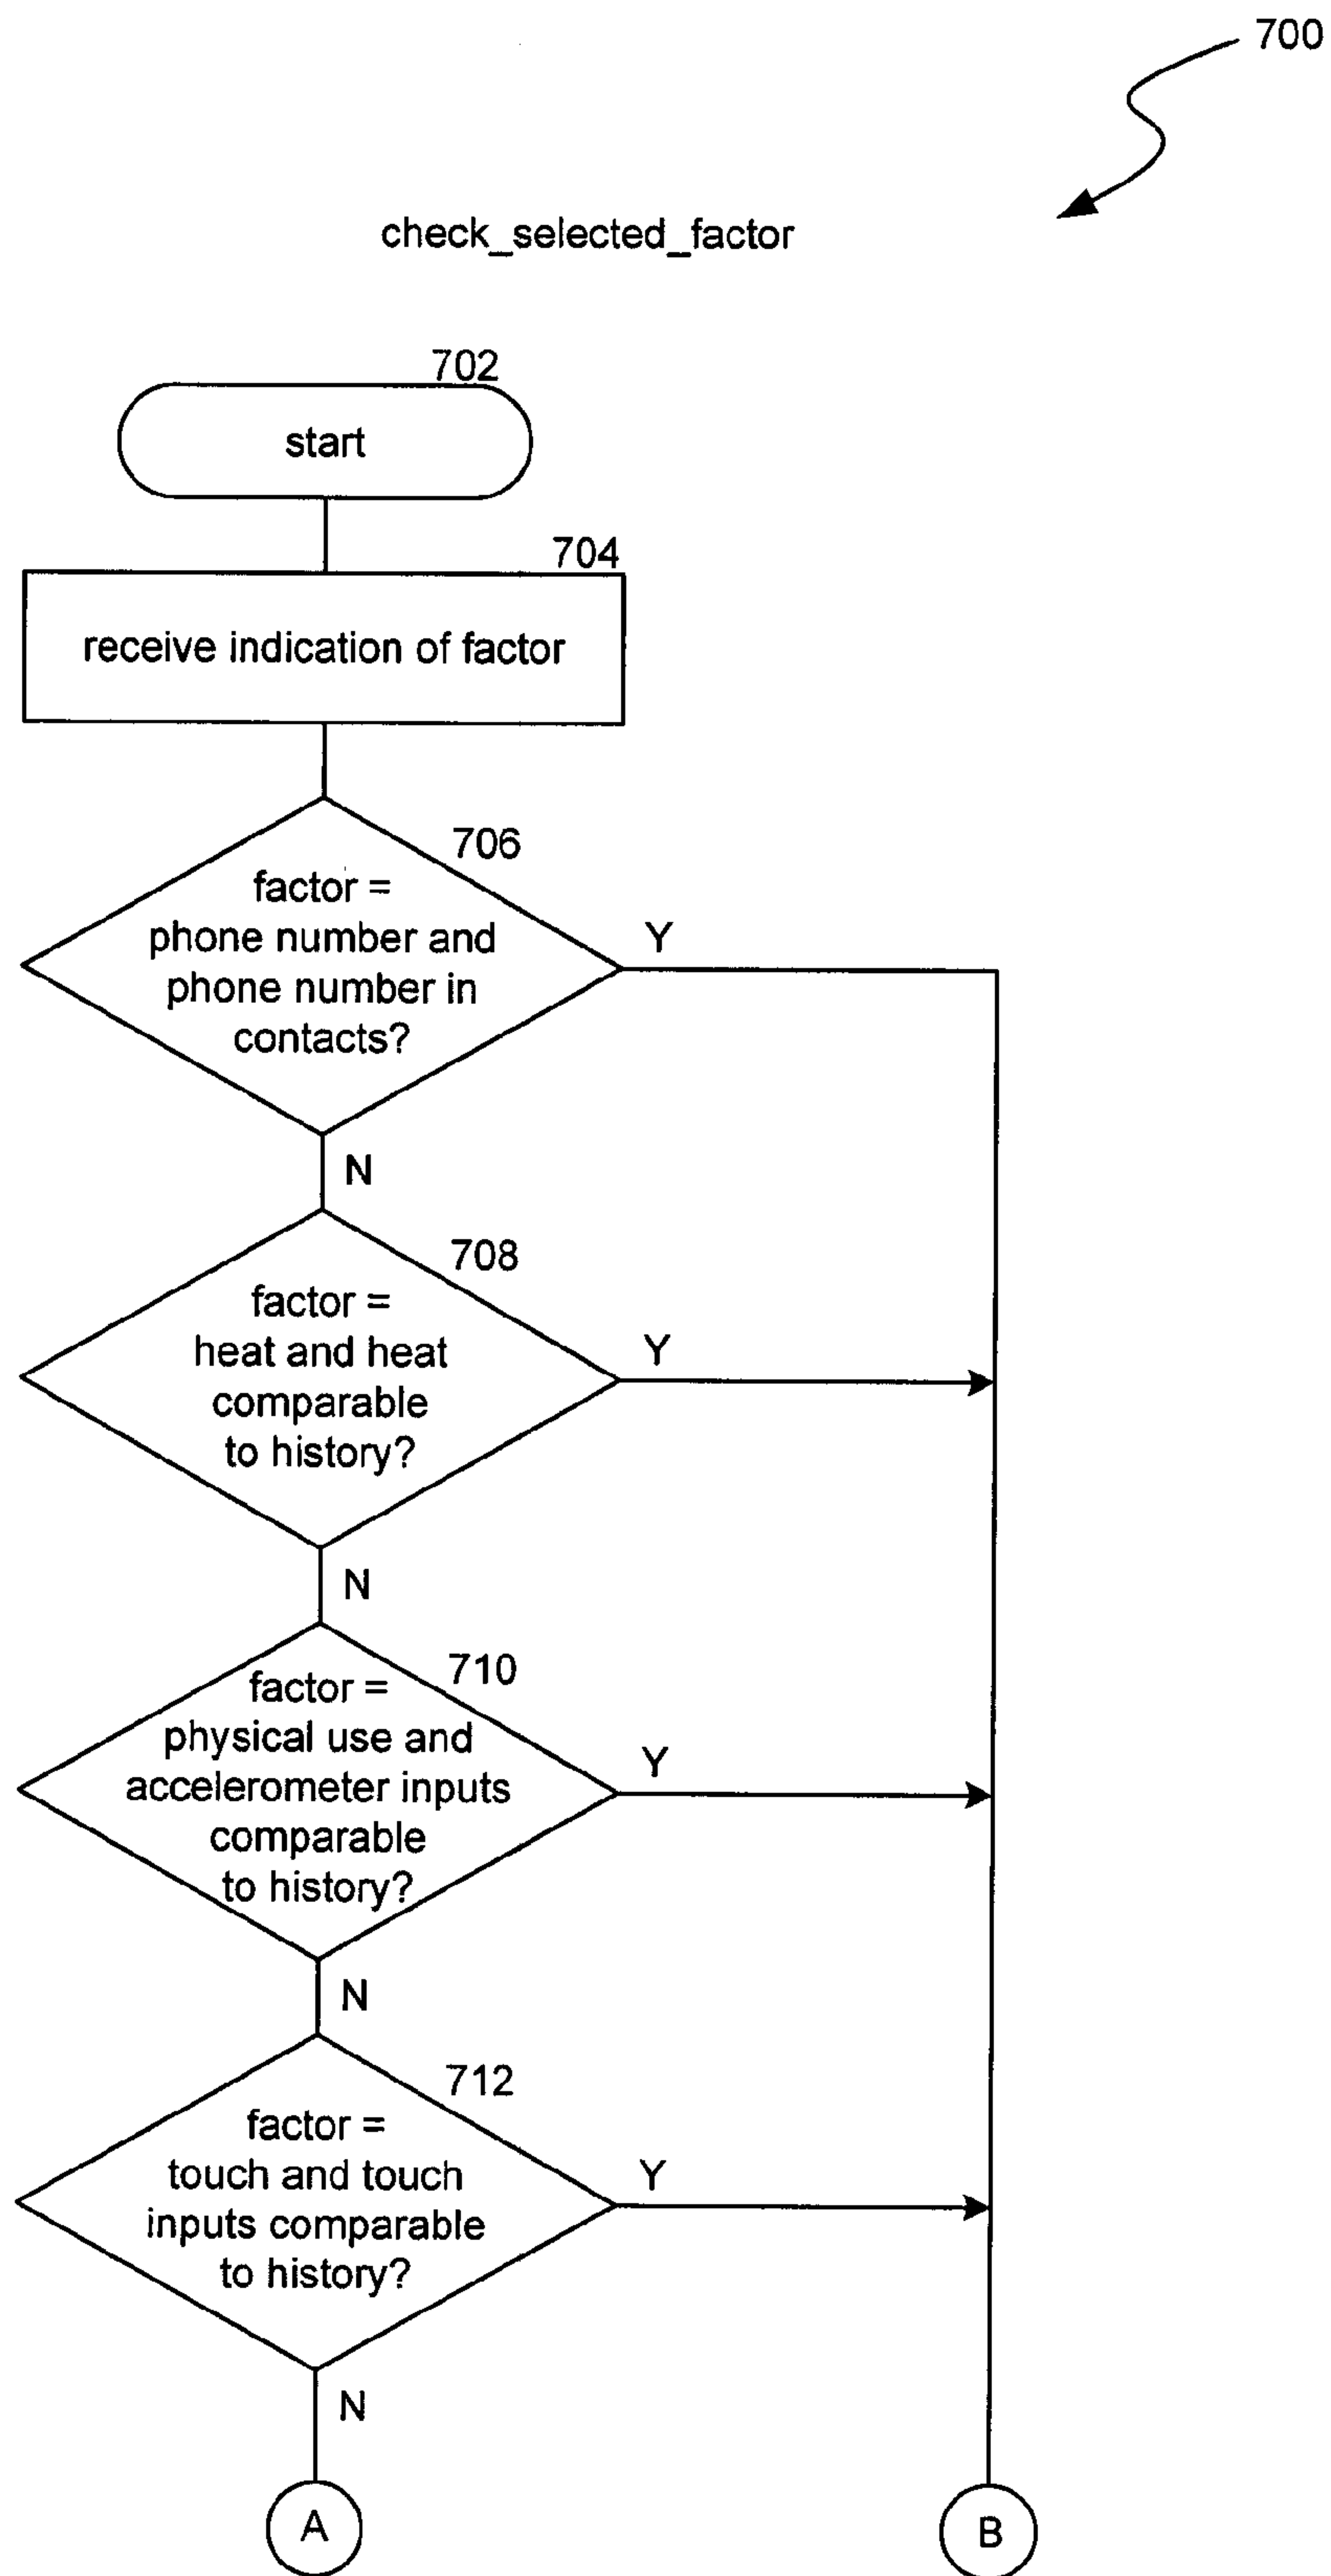 700
check_selected_factor
702
start
704
receive indication of factor
706
factor =
phone number and
phone number in
contacts?
Y
N
708
factor =
heat and heat
comparable
to history?
Y
N
710
factor =
physical use and
accelerometer inputs
comparable
to history?
Y
N
712
factor =
touch and touch
inputs comparable
to history?
Y
N
A
B